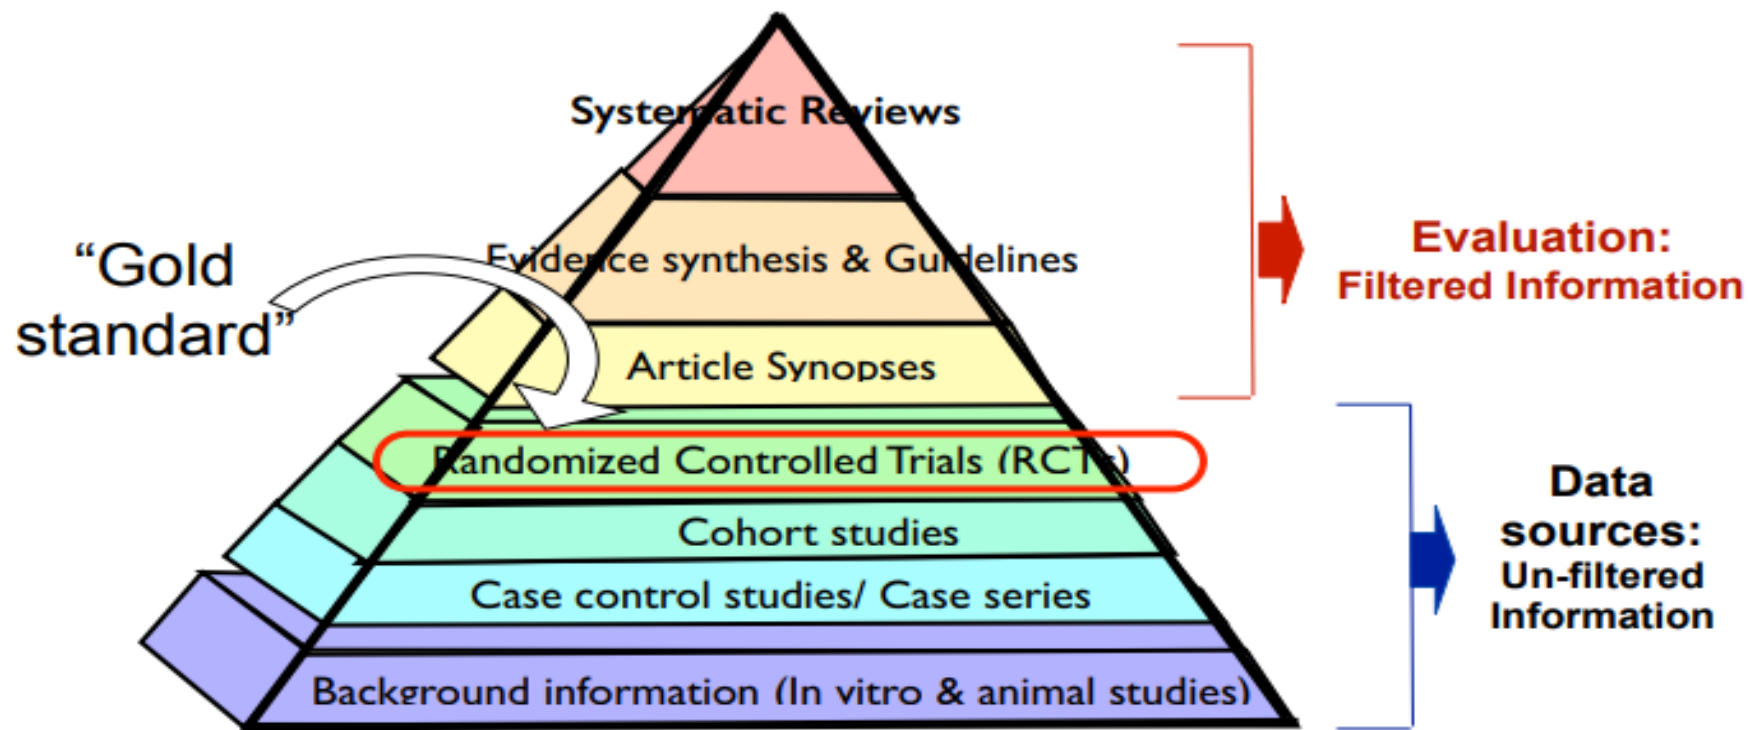 Systematic Reviews
Evidence synthesis & Guidelines
Article Synopses
Randomized Controlled Trials (RCTs)
Cohort studies
Case control studies/ Case series
Background information (In vitro & animal studies)
“Gold
standard”
Evaluation:
Filtered Information
Data
sources:
Un-filtered
Information